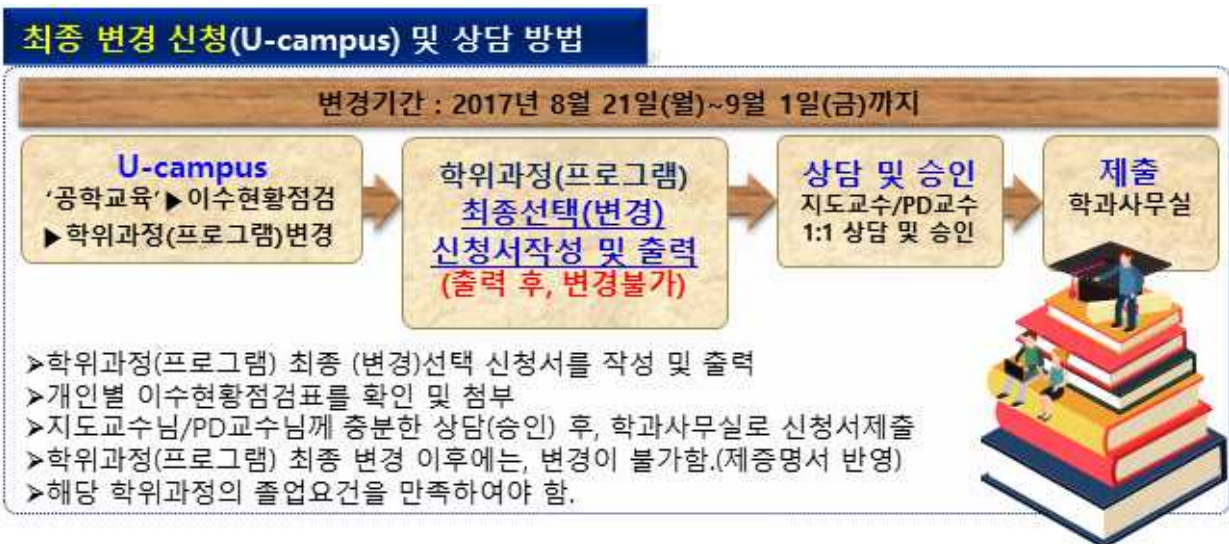 최종 변경 신청(U-campus) 및 상담 방법
변경기간 : 2017년 8월 21일(월)~9월 1일(금)까지
U-campus
‘공학교육’▶이수현황점검
▶학위과정(프로그램)변경
학위과정(프로그램)
최종선택(변경)
신청서작성 및 출력
(출력 후, 변경불가)
상담 및 승인
지도교수/PD교수
1:1 상담 및 승인
제출
학과사무실
➤학위과정(프로그램) 최종 (변경)선택 신청서를 작성 및 출력
➤개인별 이수현황점검표를 확인 및 첨부
➤지도교수님/PD교수님께 충분한 상담(승인) 후, 학과사무실로 신청서제출
➤학위과정(프로그램) 최종 변경 이후에는, 변경이 불가함.(제증명서 반영)
➤해당 학위과정의 졸업요건을 만족하여야 함.